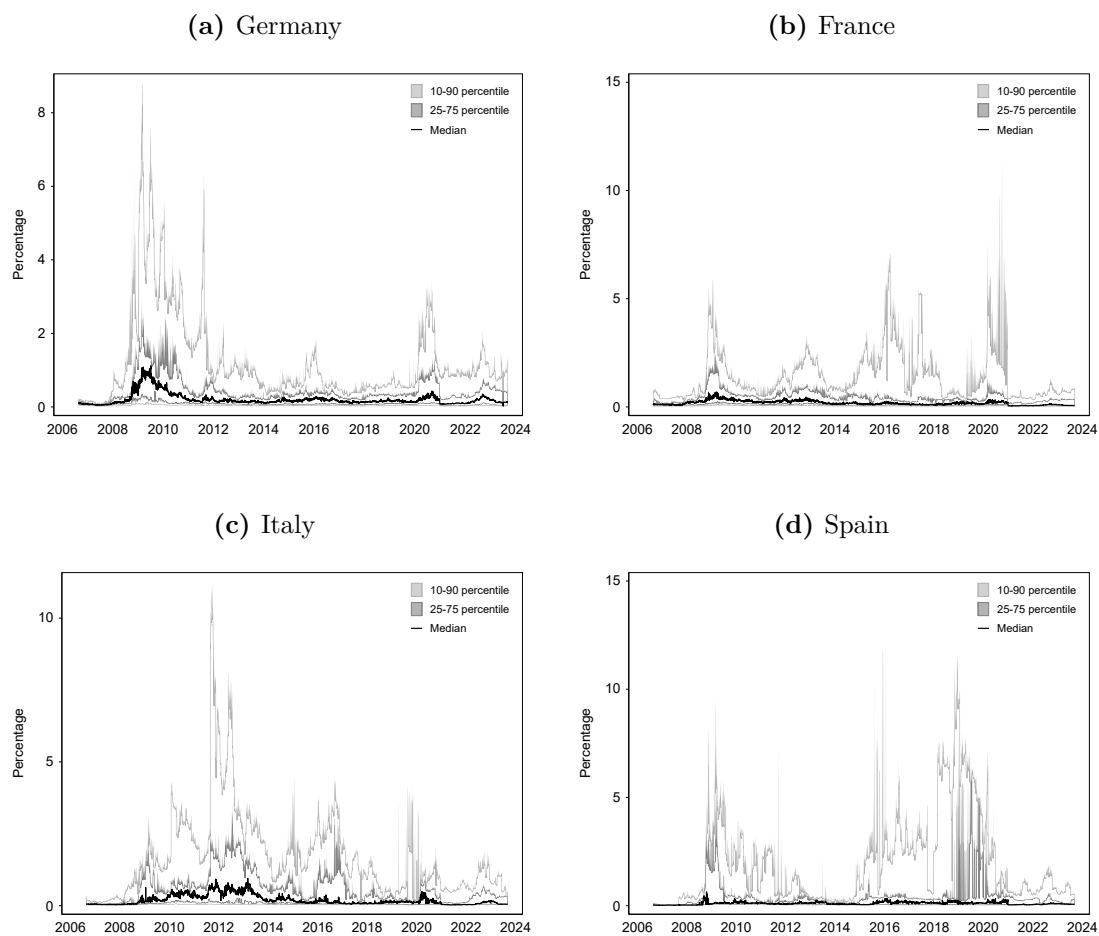 (a) Germany
10-90 percentile
25-75 percentile
Median
Percentage
8
6
4
2
0
2006 2008 2010 2012 2014 2016 2018 2020 2022 2024
(b) France
10-90 percentile
25-75 percentile
Median
Percentage
15
10
5
0
2006 2008 2010 2012 2014 2016 2018 2020 2022 2024
(c) Italy
10-90 percentile
25-75 percentile
Median
Percentage
10
5
0
2006 2008 2010 2012 2014 2016 2018 2020 2022 2024
(d) Spain
10-90 percentile
25-75 percentile
Median
Percentage
15
10
5
0
2006 2008 2010 2012 2014 2016 2018 2020 2022 2024